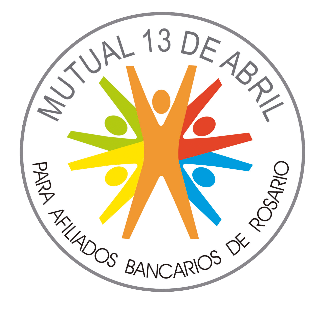 MUTUAL 13 DE ABRIL
PARA AFILIADOS BANCARIOS DE ROSARIO